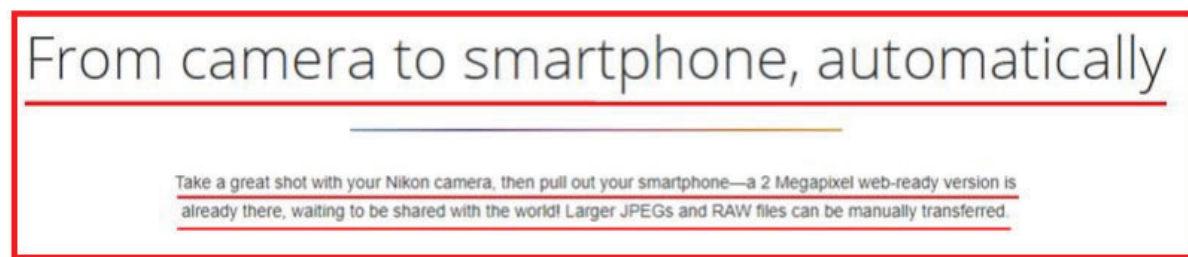 From camera to smartphone, automatically
Take a great shot with your Nikon camera, then pull out your smartphone—a 2 Megapixel web-ready version is
already there, waiting to be shared with the world! Larger JPEGs and RAW files can be manually transferred.